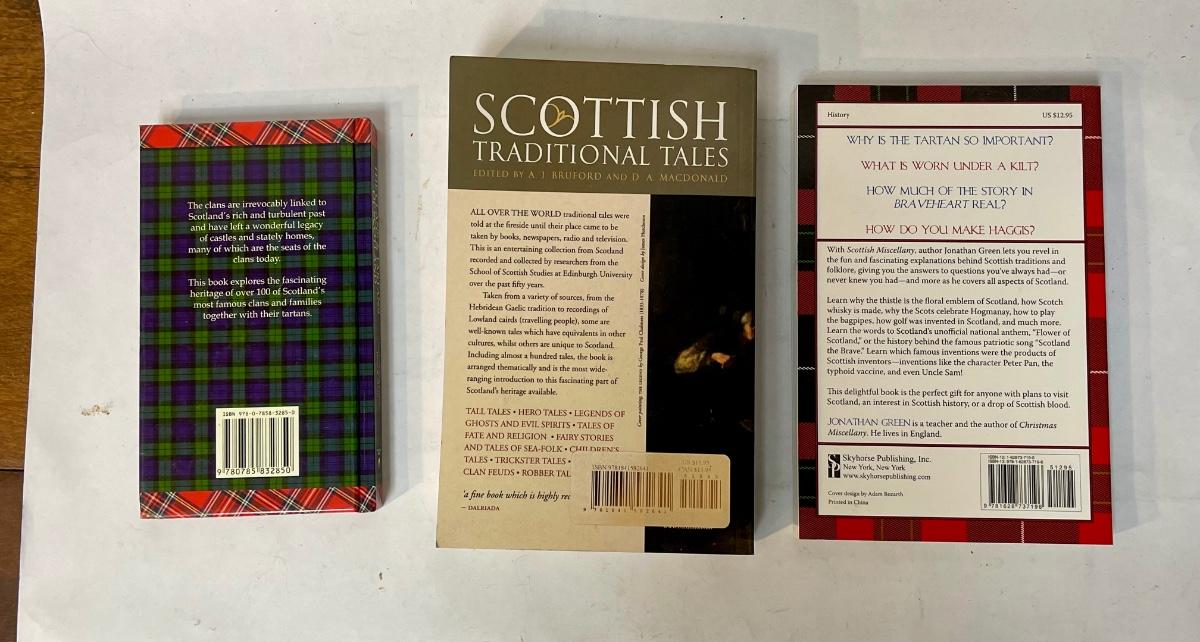 The clans are irrevocably linked to
Scotland's rich and turbulent past
and have left a wonderful legacy
of castles and stately homes,
many of which are the seats of the
clans today.
This book explores the fascinating
heritage of over 100 of Scotland's
most famous clans and families
together with their tartans.
ISBN 978-0-7858-3285-0
9 780785 832850
SCOTTISH
TRADITIONAL TALES
EDITED BY A. J. BRUFORD AND D. A. MACDONALD
ALL OVER THE WORLD traditional tales were
told at the fireside until their place came to be
taken by books, newspapers, radio and television.
This is an entertaining collection from Scotland
recorded and collected by researchers from the
School of Scottish Studies at Edinburgh University
over the past fifty years.
Taken from a variety of sources, from the
Hebridean Gaelic tradition to recordings of
Lowland cairds (travelling people), some are
well-known tales which have equivalents in other
cultures, whilst others are unique to Scotland.
Including almost a hundred tales, the book is
arranged thematically and is the most wide-
ranging introduction to this fascinating part of
Scotland's heritage available.
TALL TALES • HERO TALES • LEGENDS OF
GHOSTS AND EVIL SPIRITS • TALES OF
FATE AND RELIGION • FAIRY STORIES
AND TALES OF SEA-FOLK • CHILDREN'S
TALES • TRICKSTER TALES •
CLAN FEUDS • ROBBER TAL
'a fine book which is highly rec
– DALRIADA
History
US $12.95
WHY IS THE TARTAN SO IMPORTANT?
WHAT IS WORN UNDER A KILT?
HOW MUCH OF THE STORY IN
BRAVEHEART REAL?
HOW DO YOU MAKE HAGGIS?
With Scottish Miscellany, author Jonathan Green lets you revel in
the fun and fascinating explanations behind Scottish traditions and
folklore, giving you the answers to questions you've always had—or
never knew you had—and more as he covers all aspects of Scotland.
Learn why the thistle is the floral emblem of Scotland, how Scotch
whisky is made, why the Scots celebrate Hogmanay, how to play
the bagpipes, how golf was invented in Scotland, and much more.
Learn the words to Scotland's unofficial national anthem, "Flower of
Scotland," or the history behind the famous patriotic song "Scotland
the Brave." Learn which famous inventions were the products of
Scottish inventors—inventions like the character Peter Pan, the
typhoid vaccine, and even Uncle Sam!
This delightful book is the perfect gift for anyone with plans to visit
Scotland, an interest in Scottish history, or a drop of Scottish blood.
JONATHAN GREEN is a teacher and the author of Christmas
Miscellany. He lives in England.
Skyhorse Publishing, Inc.
New York, New York
www.skyhorsepublishing.com
Cover design by Adam Bozarth
Printed in China
51295
9 781628 737196